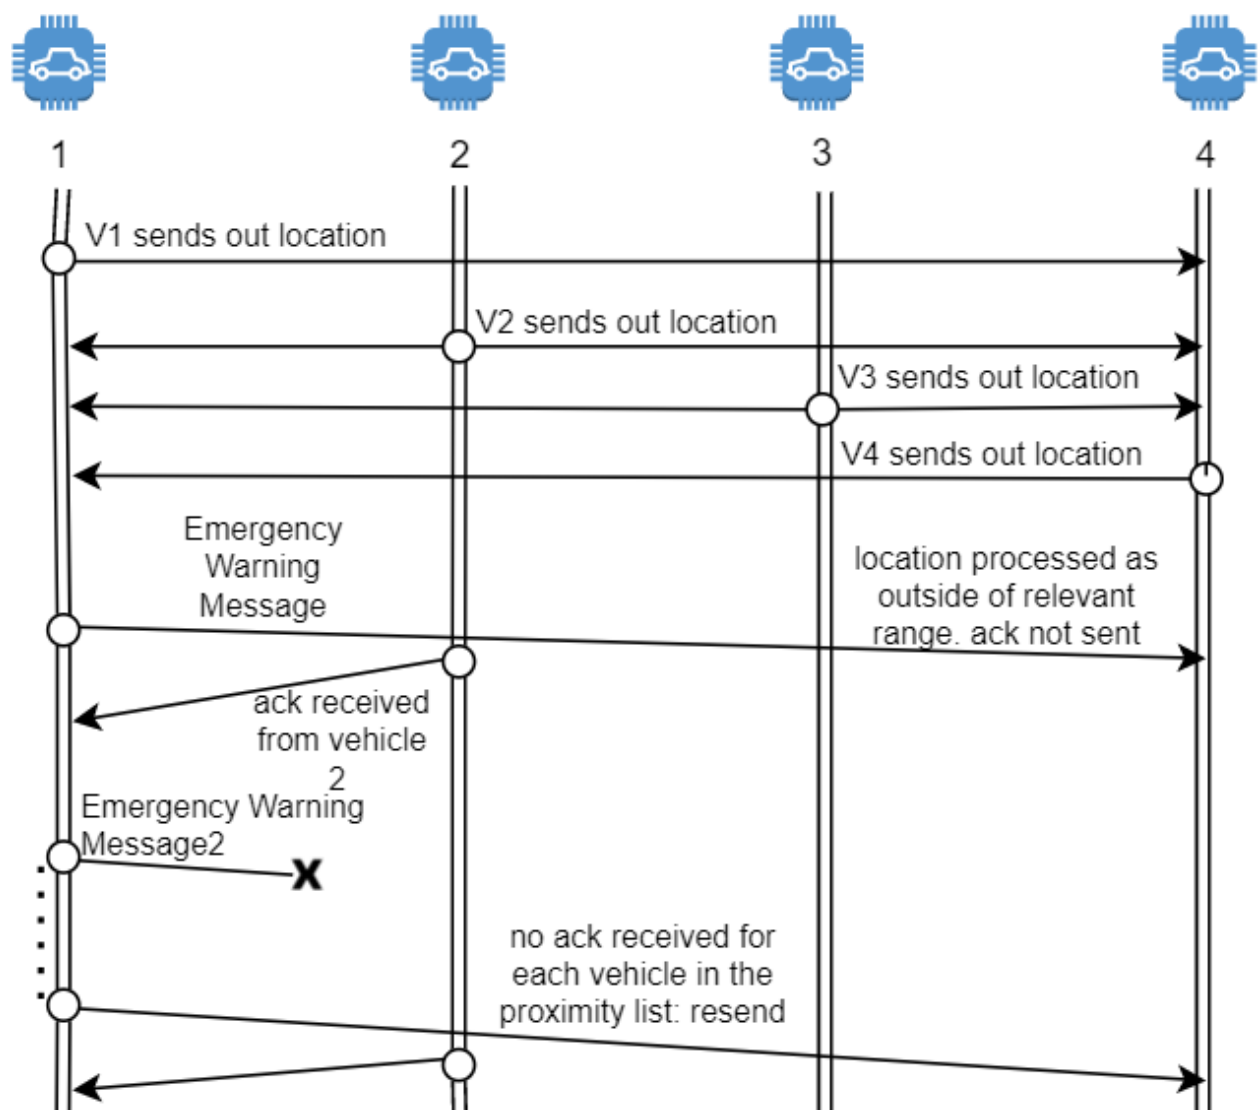 1
2
3
4
V1 sends out location
V2 sends out location
V3 sends out location
V4 sends out location
Emergency
Warning
Message
location processed as
outside of relevant
range. ack not sent
ack received
from vehicle
2
Emergency Warning
Message2
X
no ack received for
each vehicle in the
proximity list: resend